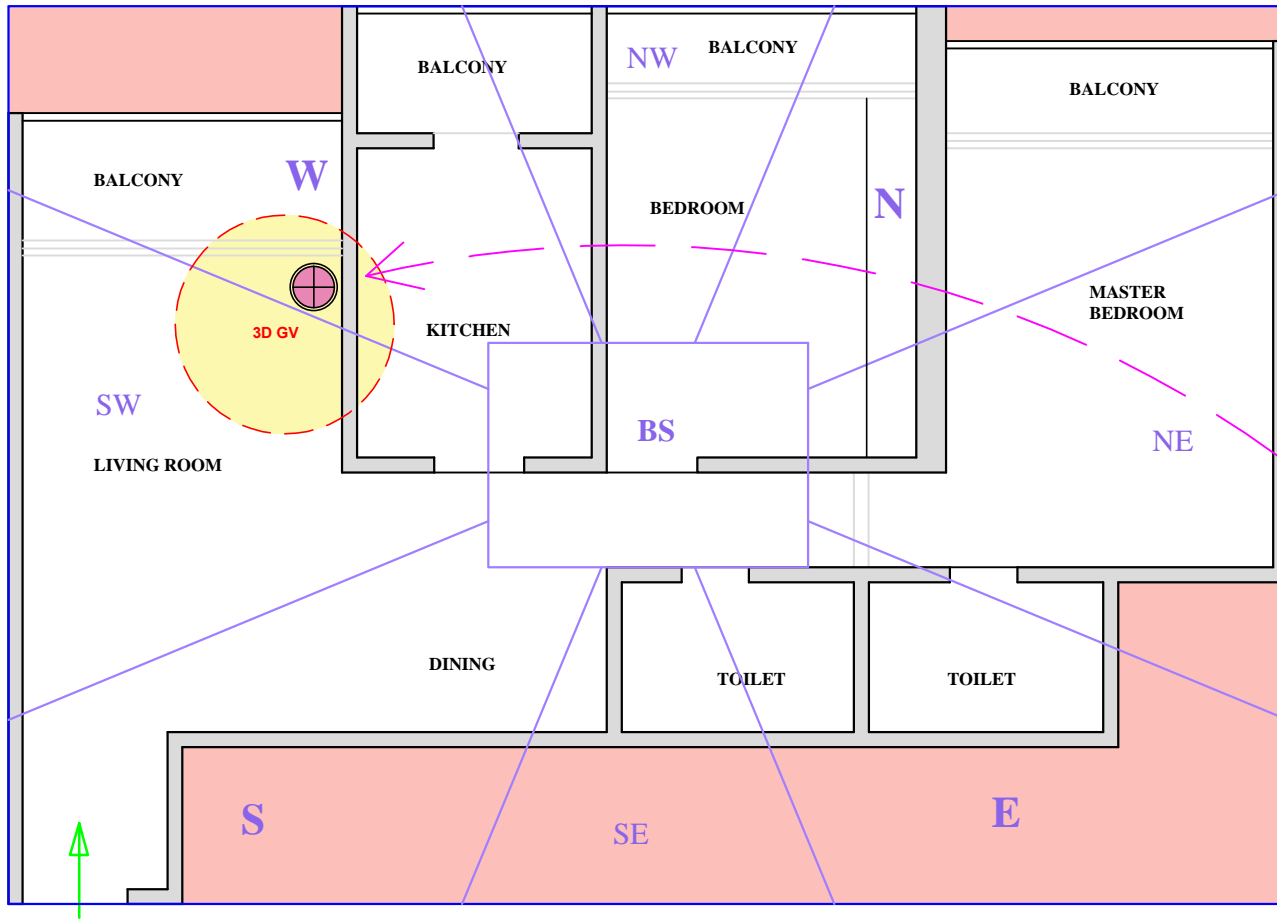 BALCONY
NW
BALCONY
BALCONY
BALCONY
W
BEDROOM
N
MASTER
BEDROOM
3D GV
KITCHEN
SW
BS
NE
LIVING ROOM
DINING
TOILET
TOILET
S
SE
E